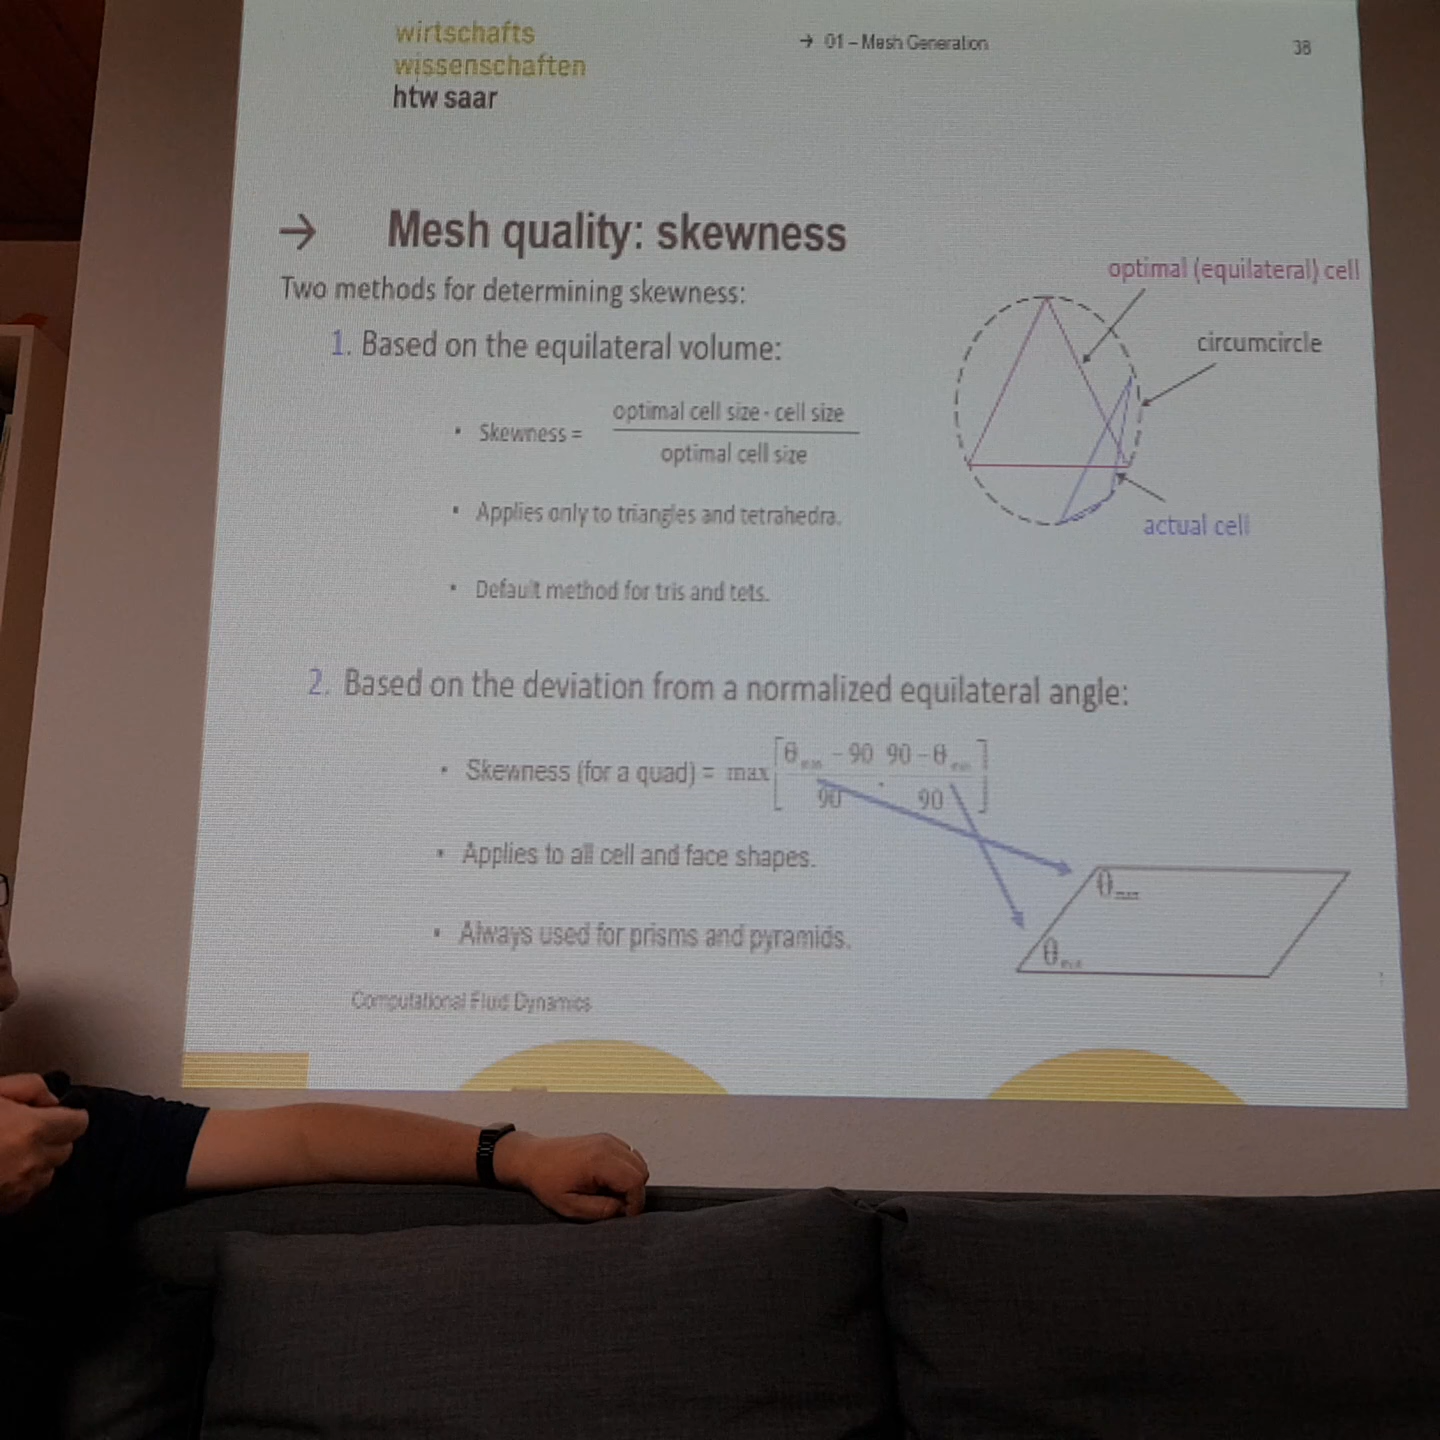 wirtschafts
wissenschaften
htw saar
→ 01 – Mesh Generation
38
→ Mesh quality: skewness
Two methods for determining skewness:
1. Based on the equilateral volume:
• Skewness =
optimal cell size - cell size
optimal cell size
• Applies only to triangles and tetrahedra.
• Default method for tris and tets.
optimal (equilateral) cell
circumcircle
actual cell
2. Based on the deviation from a normalized equilateral angle:
• Skewness (for a quad) = max
θ – 90 90 – θ
90 , 90
• Applies to all cell and face shapes.
• Always used for prisms and pyramids.
θmax
θ
Computational Fluid Dynamics